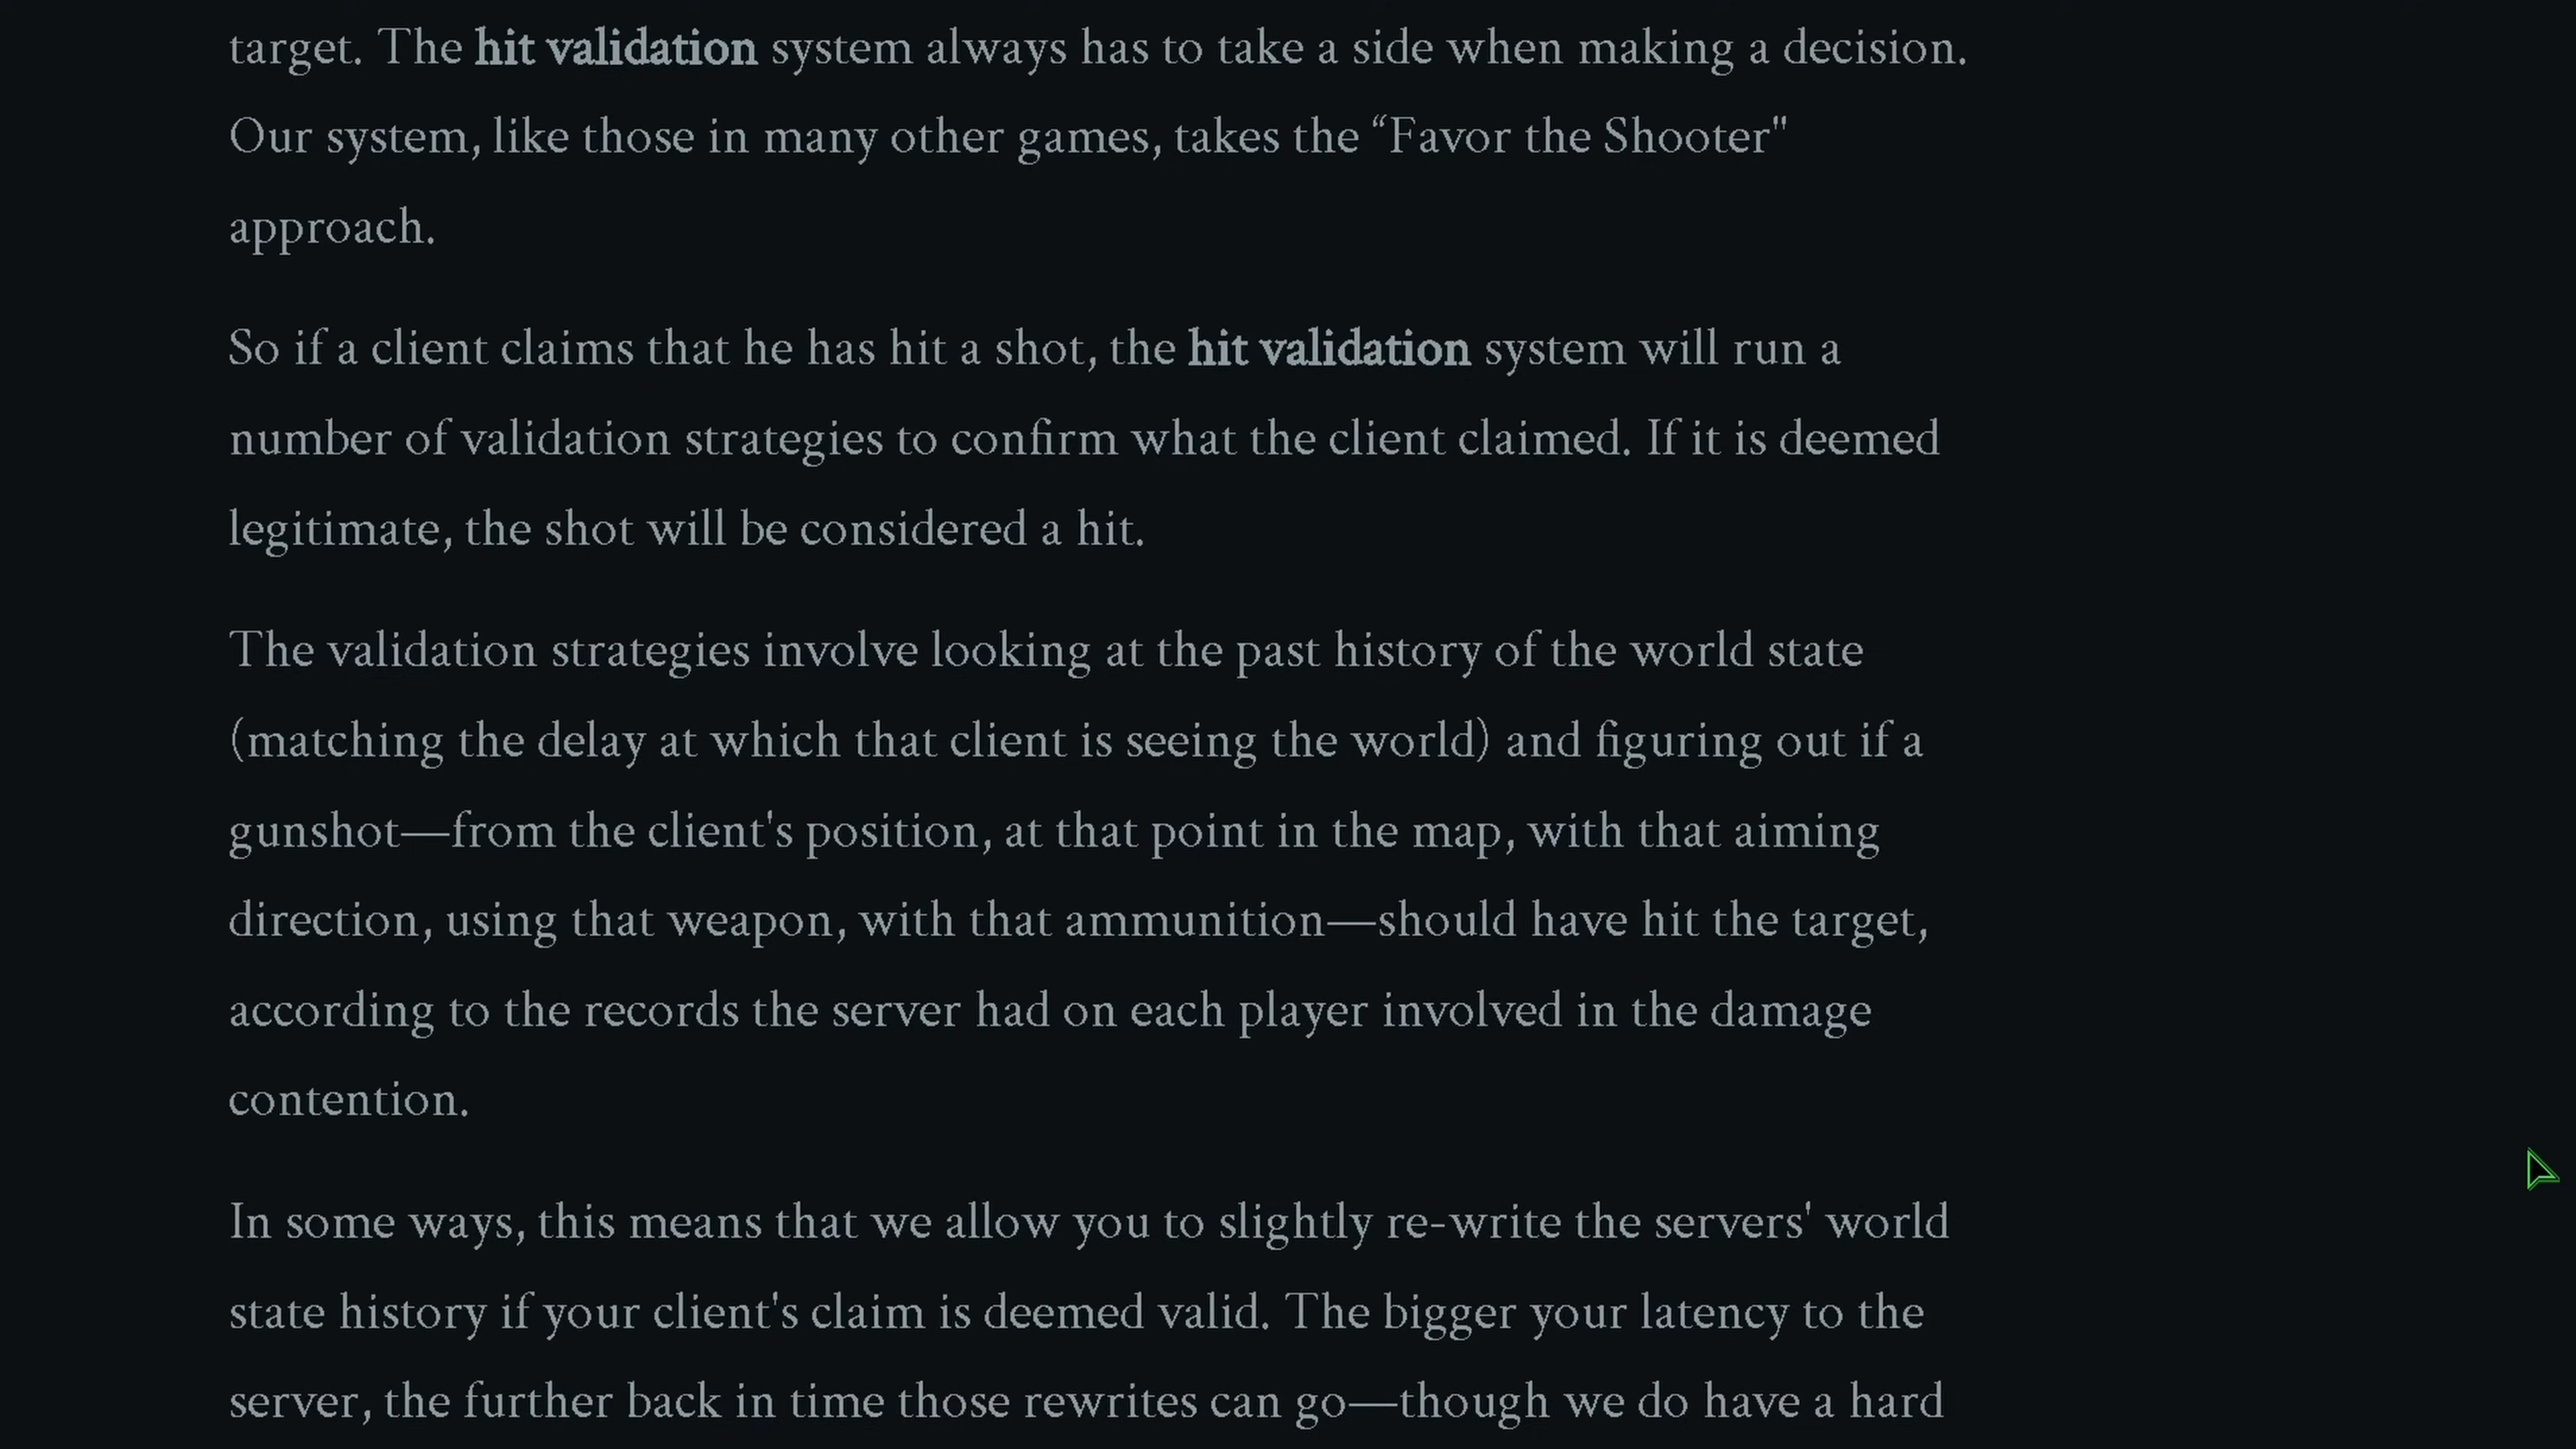 target. The hit validation system always has to take a side when making a decision.
Our system, like those in many other games, takes the “Favor the Shooter"
approach.
So if a client claims that he has hit a shot, the hit validation system will run a
number of validation strategies to confirm what the client claimed. If it is deemed
legitimate, the shot will be considered a hit.
The validation strategies involve looking at the past history of the world state
(matching the delay at which that client is seeing the world) and figuring out if a
gunshot—from the client's position, at that point in the map, with that aiming
direction, using that weapon, with that ammunition—should have hit the target,
according to the records the server had on each player involved in the damage
contention.
In some ways, this means that we allow you to slightly re-write the servers' world
state history if your client's claim is deemed valid. The bigger your latency to the
server, the further back in time those rewrites can go—though we do have a hard